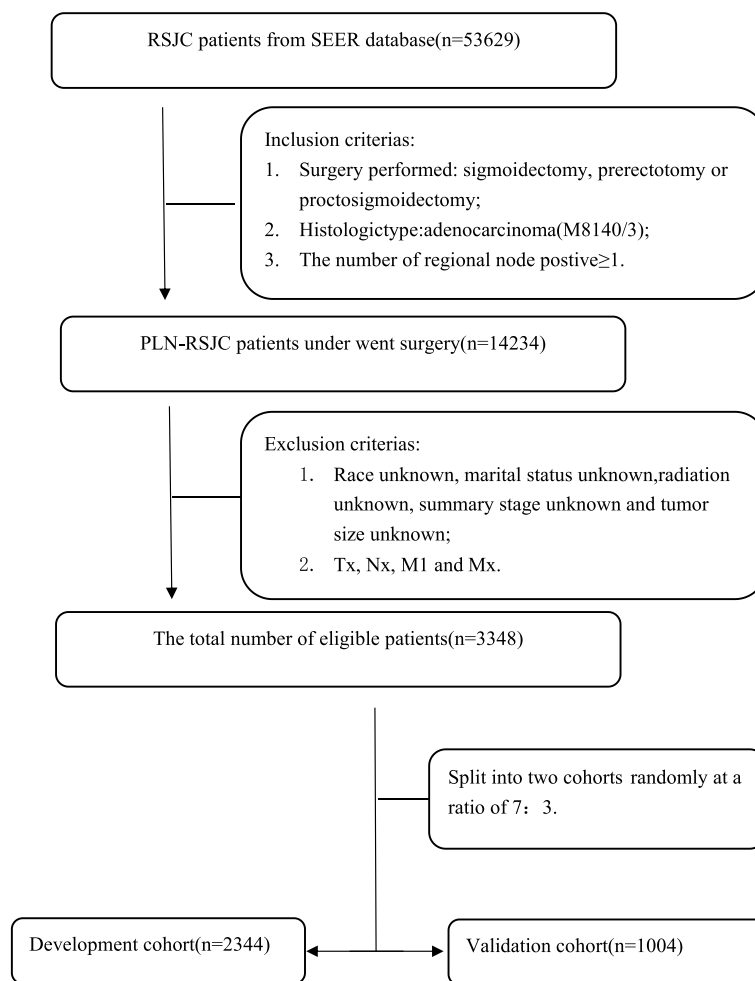 RSJC patients from SEER database(n=53629)
Inclusion criterias:
1. Surgery performed: sigmoidectomy, prerectotomy or
proctosigmoidectomy;
2. Histologictype:adenocarcinoma(M8140/3);
3. The number of regional node postive≥1.
PLN-RSJC patients under went surgery(n=14234)
Exclusion criterias:
1. Race unknown, marital status unknown,radiation
unknown, summary stage unknown and tumor
size unknown;
2. Tx, Nx, M1 and Mx.
The total number of eligible patients(n=3348)
Split into two cohorts randomly at a
ratio of 7：3.
Development cohort(n=2344)
Validation cohort(n=1004)